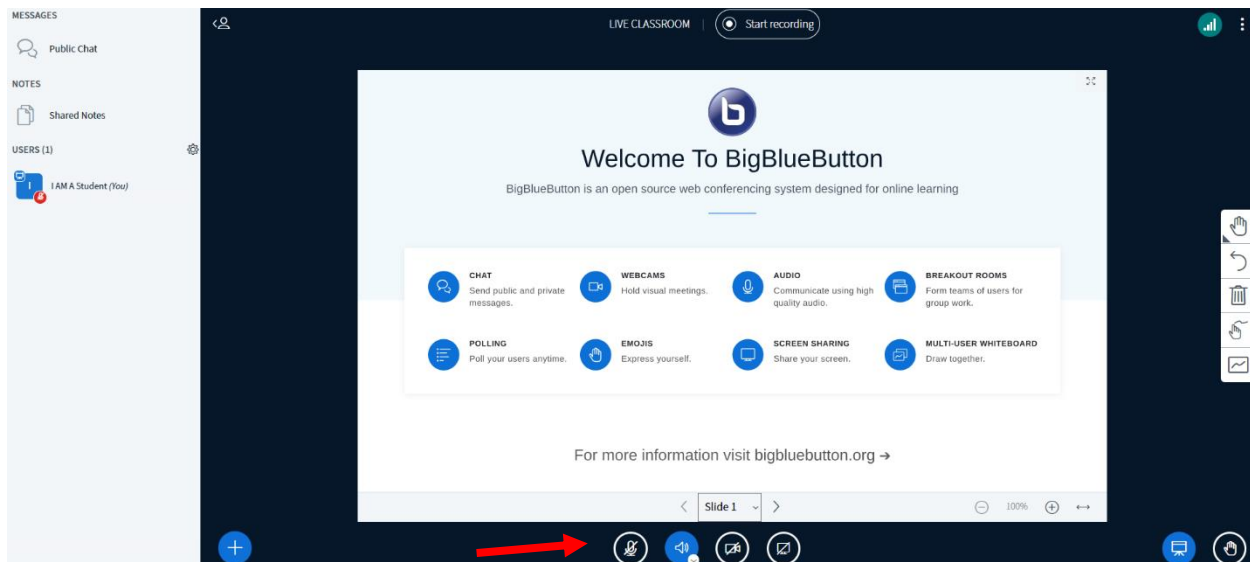 MESSAGES
Public Chat
NOTES
Shared Notes
USERS (1)
I
I AM A Student (You)
LIVE CLASSROOM | Start recording
b
Welcome To BigBlueButton
BigBlueButton is an open source web conferencing system designed for online learning
CHAT
Send public and private
messages.
WEBCAMS
Hold visual meetings.
AUDIO
Communicate using high
quality audio.
BREAKOUT ROOMS
Form teams of users for
group work.
POLLING
Poll your users anytime.
EMOJIS
Express yourself.
SCREEN SHARING
Share your screen.
MULTI-USER WHITEBOARD
Draw together.
For more information visit bigbluebutton.org →
Slide 1
100%